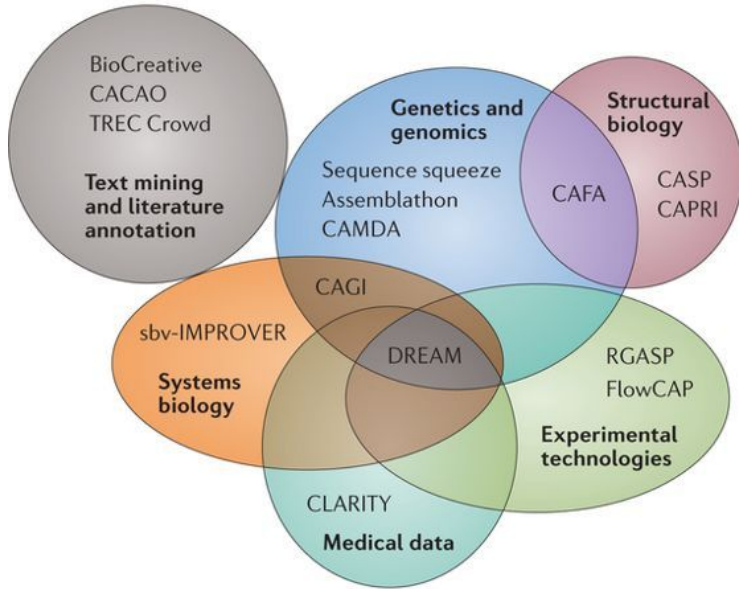 BioCreative
CACAO
TREC Crowd
Text mining
and literature
annotation
Genetics and
genomics
Sequence squeeze
Assemblathon
CAMDA
Structural
biology
CAFA
CASP
CAPRI
CAGI
sbv-IMPROVER
Systems
biology
DREAM
RGASP
FlowCAP
Experimental
technologies
CLARITY
Medical data